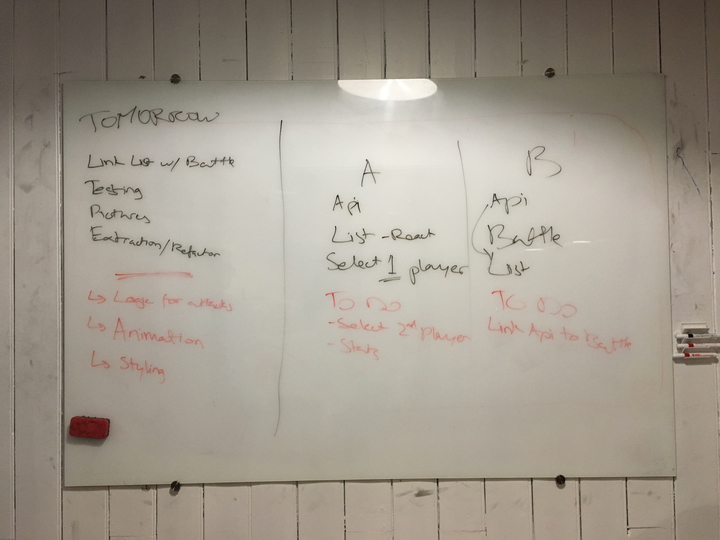 TOMORROW
Link List w/ Battle
Testing
Pictures
Extraction/Refactor
↳ Logic for attacks
↳ Animation
↳ Styling
A
Api
List - React
Select 1 player
TO DO
- Select 2nd player
- Stats
B
Api
Battle
List
TO DO
Link Api to Battle